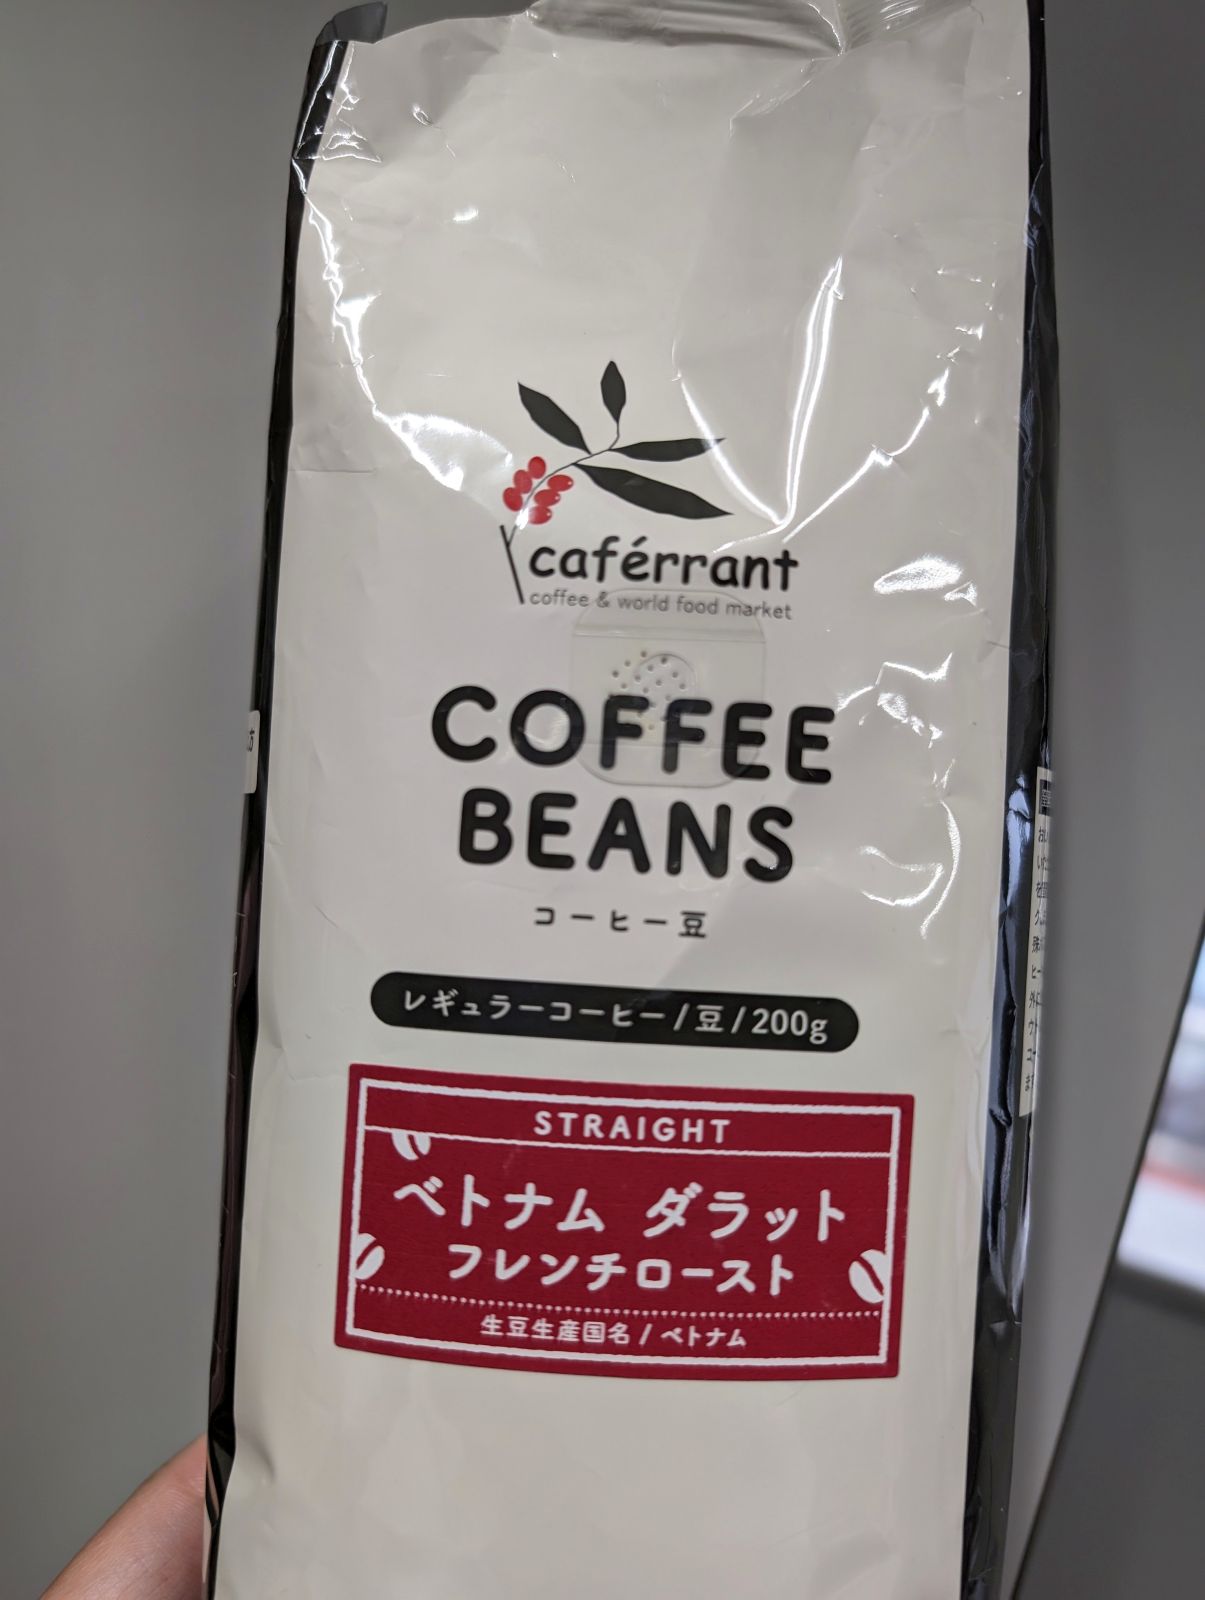 caférrant
coffee & world food market
COFFEE
BEANS
コーヒー豆
レギュラーコーヒー/豆/200g
STRAIGHT
ベトナム ダラット
フレンチロースト
生豆生産国名/ベトナム